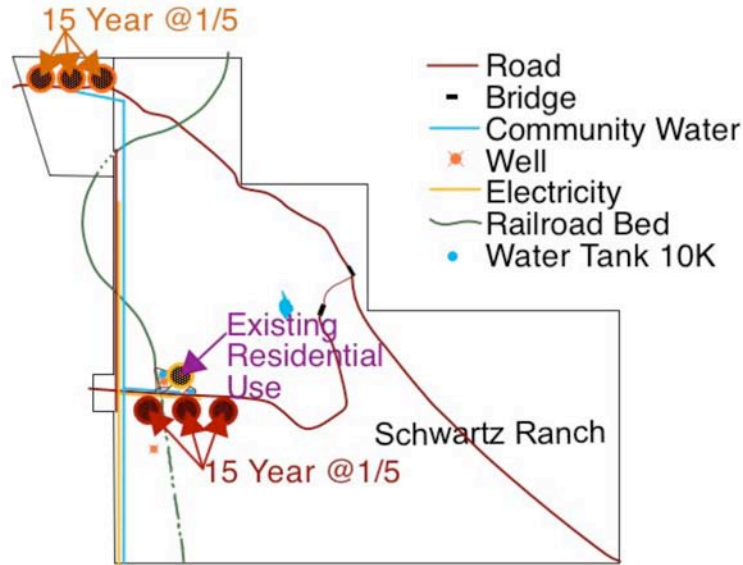 15 Year @1/5
Road
Bridge
Community Water
Well
Electricity
Railroad Bed
Water Tank 10K
Existing
Residential
Use
Schwartz Ranch
15 Year @1/5